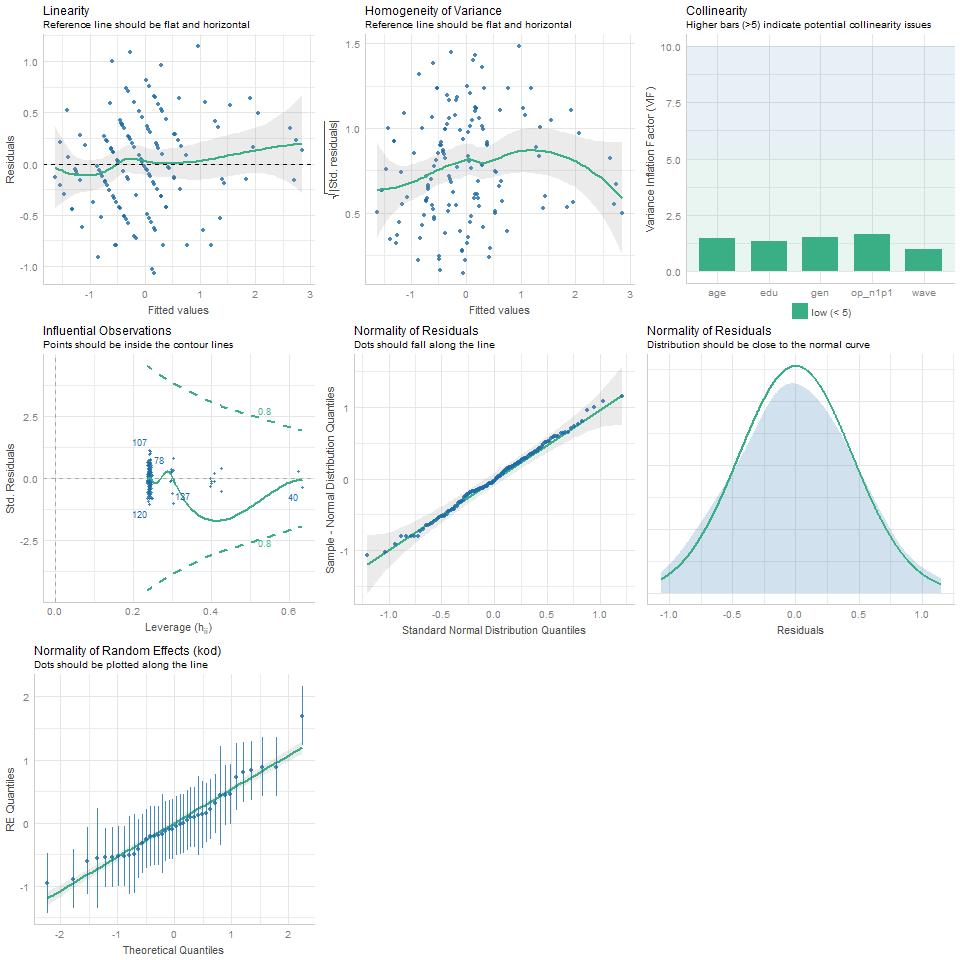 Linearity
Reference line should be flat and horizontal
Residuals
1.0
0.5
0.0
-0.5
-1.0
-1
0
1
2
3
Fitted values
Homogeneity of Variance
Reference line should be flat and horizontal
√|Std. residuals|
1.5
1.0
0.5
-1
0
1
2
3
Fitted values
Collinearity
Higher bars (>5) indicate potential collinearity issues
Variance Inflation Factor (VIF)
10.0
7.5
5.0
2.5
0.0
age
edu
gen
op_n1p1
wave
low (< 5)
Influential Observations
Points should be inside the contour lines
Std. Residuals
2.5
0.0
-2.5
0.8
107
78
137
40
120
0.8
0.0
0.2
0.4
0.6
Leverage (hii)
Normality of Residuals
Dots should fall along the line
Sample - Normal Distribution Quantiles
1
0
-1
-1.0
-0.5
0.0
0.5
1.0
Standard Normal Distribution Quantiles
Normality of Residuals
Distribution should be close to the normal curve
-1.0
-0.5
0.0
0.5
1.0
Residuals
Normality of Random Effects (kod)
Dots should be plotted along the line
RE Quantiles
2
1
0
-1
-2
-1
0
1
2
Theoretical Quantiles